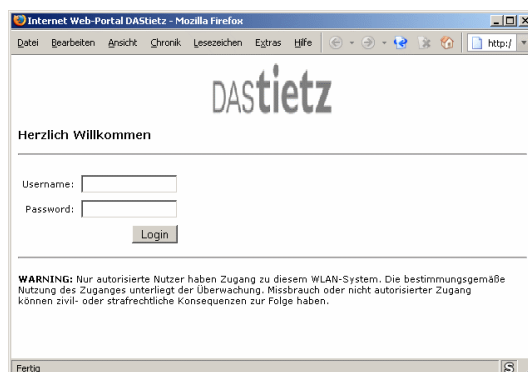 Internet Web-Portal DAStietz - Mozilla Firefox
Datei Bearbeiten Ansicht Chronik Lesezeichen Extras Hilfe http:/
DAStietz
Herzlich Willkommen
Username:
Password:
Login
WARNING: Nur autorisierte Nutzer haben Zugang zu diesem WLAN-System. Die bestimmungsgemäße
Nutzung des Zuganges unterliegt der Überwachung. Missbrauch oder nicht autorisierter Zugang
können zivil- oder strafrechtliche Konsequenzen zur Folge haben.
Fertig